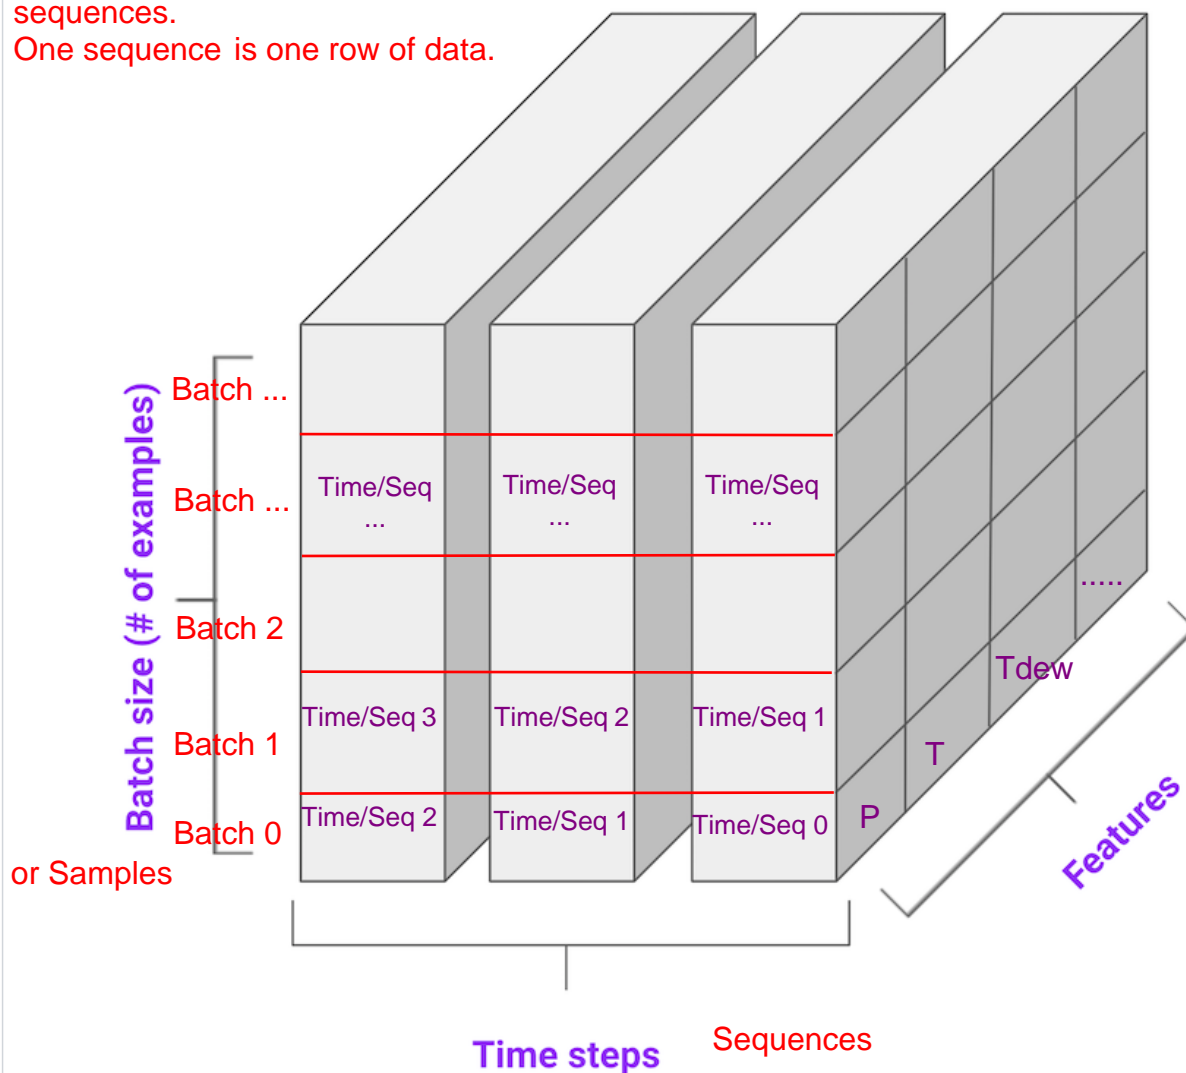 sequences.
One sequence is one row of data.
Batch size (# of examples)
Batch ...
Batch ...
Batch 2
Batch 1
Batch 0
or Samples
Time/Seq
...
Time/Seq
...
Time/Seq
...
Time/Seq 3
Time/Seq 2
Time/Seq 1
Time/Seq 2
Time/Seq 1
Time/Seq 0
P
T
Tdew
.....
Features
Time steps
Sequences